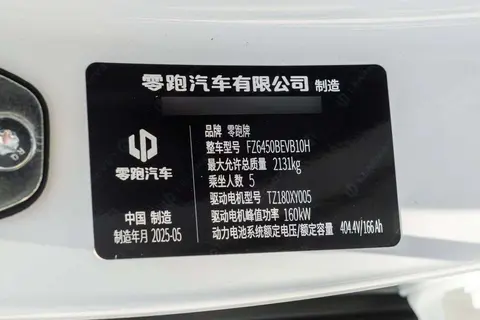 零跑汽车有限公司 制造
品牌 零跑牌
整车型号 FZ6450BEVB10H
最大允许总质量 2131kg
乘坐人数 5
驱动电机型号 TZ180XY005
驱动电机峰值功率 160kW
动力电池系统额定电压/额定容量 404.4V/166Ah
零跑汽车
中国 制造
制造年月 2025-05